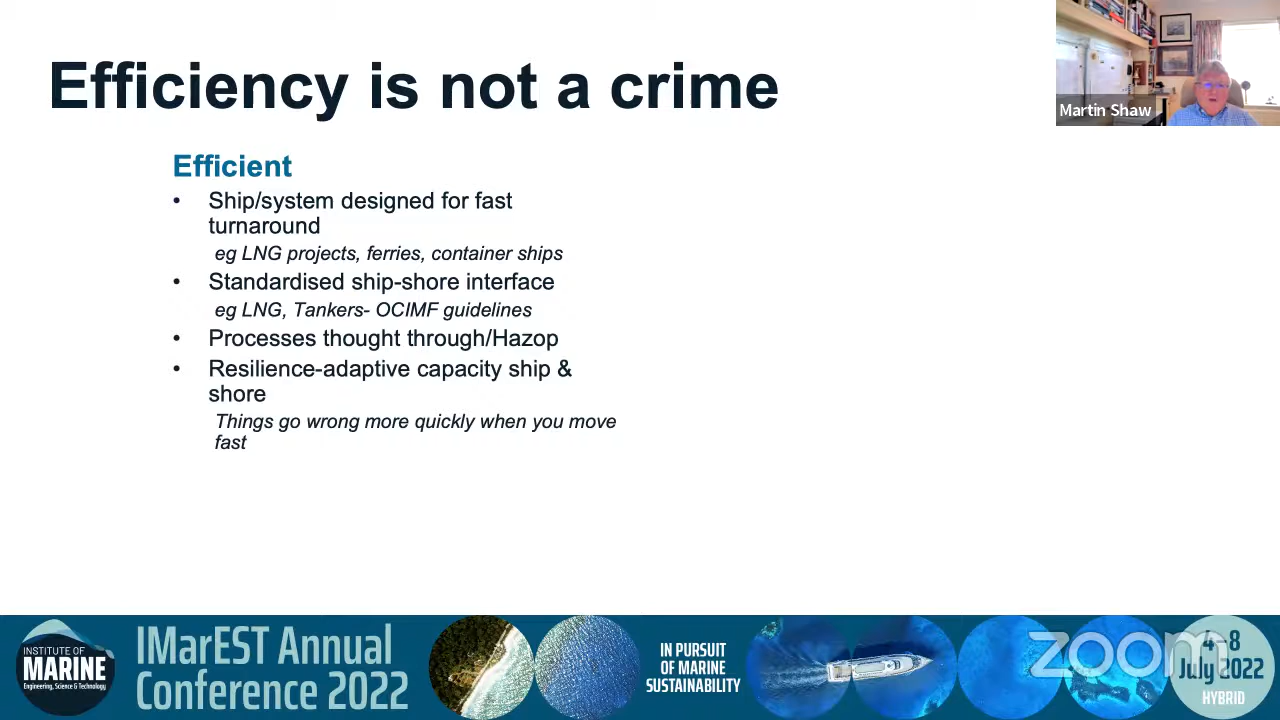 Efficiency is not a crime
Martin Shaw
Efficient
• Ship/system designed for fast
turnaround
eg LNG projects, ferries, container ships
• Standardised ship-shore interface
eg LNG, Tankers- OCIMF guidelines
• Processes thought through/Hazop
• Resilience-adaptive capacity ship &
shore
Things go wrong more quickly when you move
fast
INSTITUTE OF
MARINE
Engineering, Science & Technology
IMarEST Annual
Conference 2022
IN PURSUIT
OF MARINE
SUSTAINABILITY
zoom
4-8
July 2022
HYBRID